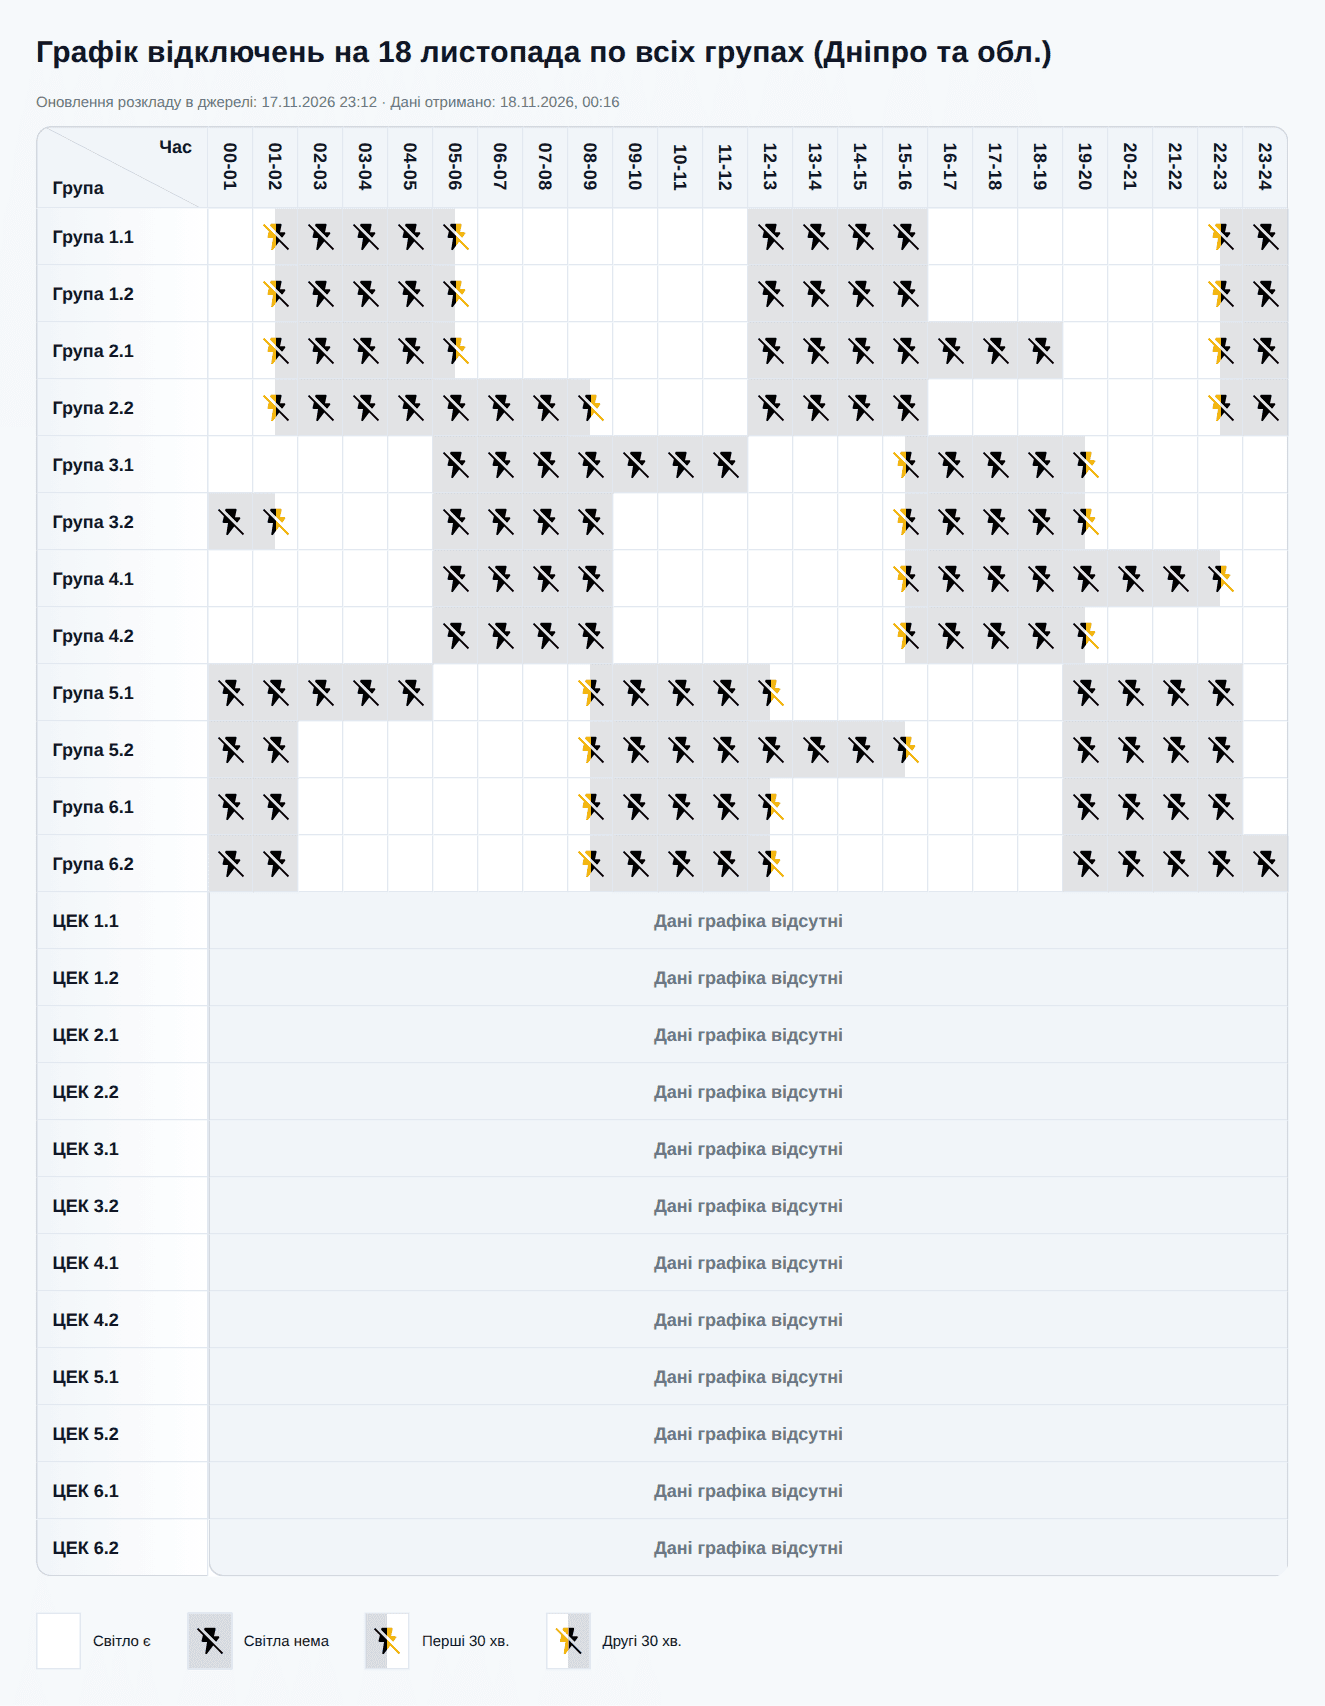 Графік відключень на 18 листопада по всіх групах (Дніпро та обл.)
Оновлення розкладу в джерелі: 17.11.2026 23:12 · Дані отримано: 18.11.2026, 00:16
Час
Група
00-01 01-02 02-03 03-04 04-05 05-06 06-07 07-08 08-09 09-10 10-11 11-12 12-13 13-14 14-15 15-16 16-17 17-18 18-19 19-20 20-21 21-22 22-23 23-24
Група 1.1
Група 1.2
Група 2.1
Група 2.2
Група 3.1
Група 3.2
Група 4.1
Група 4.2
Група 5.1
Група 5.2
Група 6.1
Група 6.2
ЦЕК 1.1 Дані графіка відсутні
ЦЕК 1.2 Дані графіка відсутні
ЦЕК 2.1 Дані графіка відсутні
ЦЕК 2.2 Дані графіка відсутні
ЦЕК 3.1 Дані графіка відсутні
ЦЕК 3.2 Дані графіка відсутні
ЦЕК 4.1 Дані графіка відсутні
ЦЕК 4.2 Дані графіка відсутні
ЦЕК 5.1 Дані графіка відсутні
ЦЕК 5.2 Дані графіка відсутні
ЦЕК 6.1 Дані графіка відсутні
ЦЕК 6.2 Дані графіка відсутні
Світло є Світла нема Перші 30 хв. Другі 30 хв.